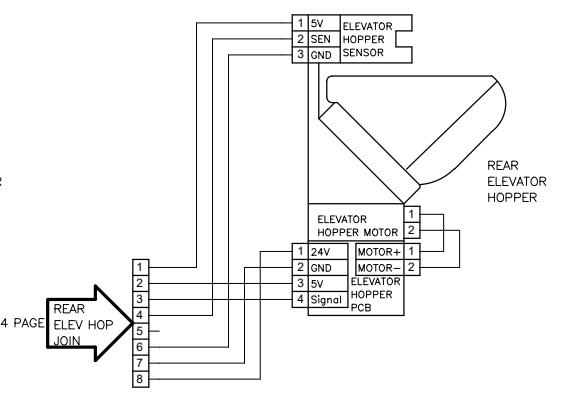 1 5V
2 SEN
3 GND
ELEVATOR
HOPPER
SENSOR
REAR
ELEVATOR
HOPPER
ELEVATOR
HOPPER MOTOR
1
2
1 24V
2 GND
3 5V
4 Signal
MOTOR+ 1
MOTOR- 2
ELEVATOR
HOPPER
PCB
1
2
3
4
5
6
7
8
4 PAGE
REAR
ELEV HOP
JOIN